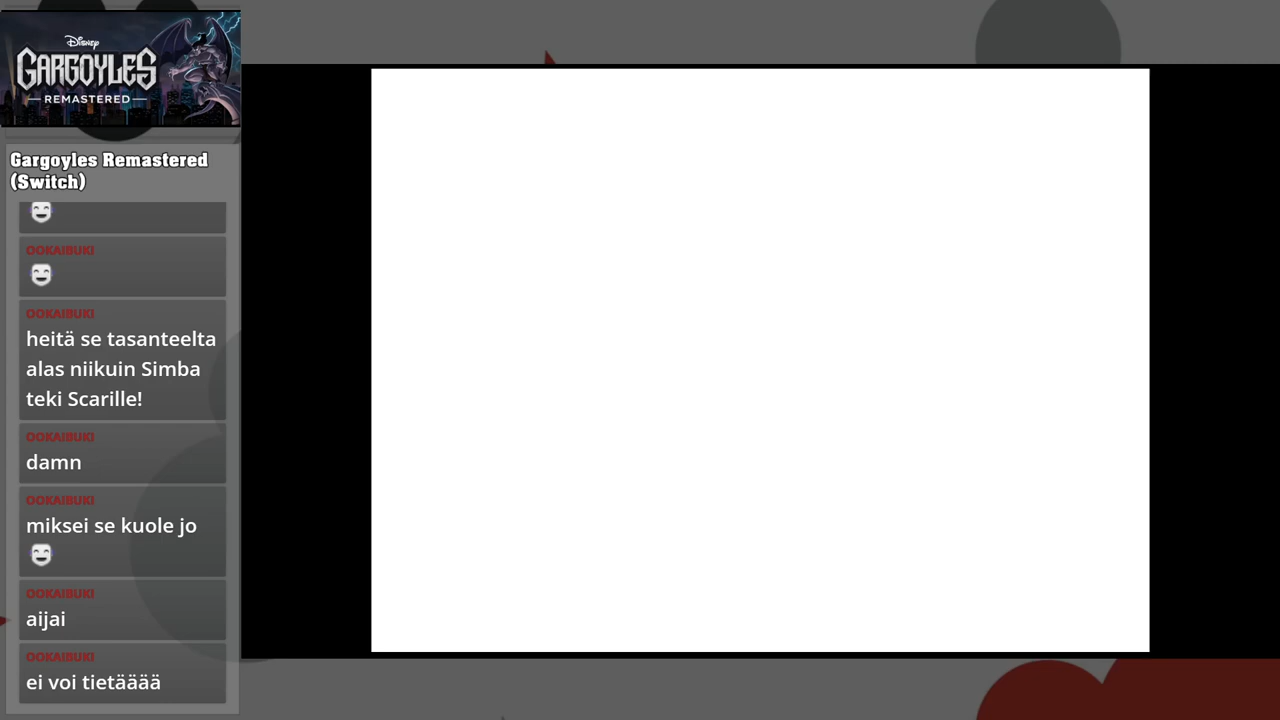 Disney
GARGOYLES
REMASTERED
Gargoyles Remastered
(Switch)
OOKAIBUKI
OOKAIBUKI
heitä se tasanteelta
alas niikuin Simba
teki Scarille!
OOKAIBUKI
damn
OOKAIBUKI
miksei se kuole jo
OOKAIBUKI
aijai
OOKAIBUKI
ei voi tietääää